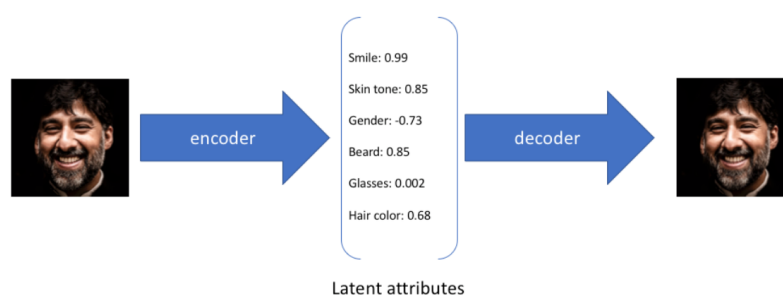 encoder
Smile: 0.99
Skin tone: 0.85
Gender: -0.73
Beard: 0.85
Glasses: 0.002
Hair color: 0.68
decoder
Latent attributes